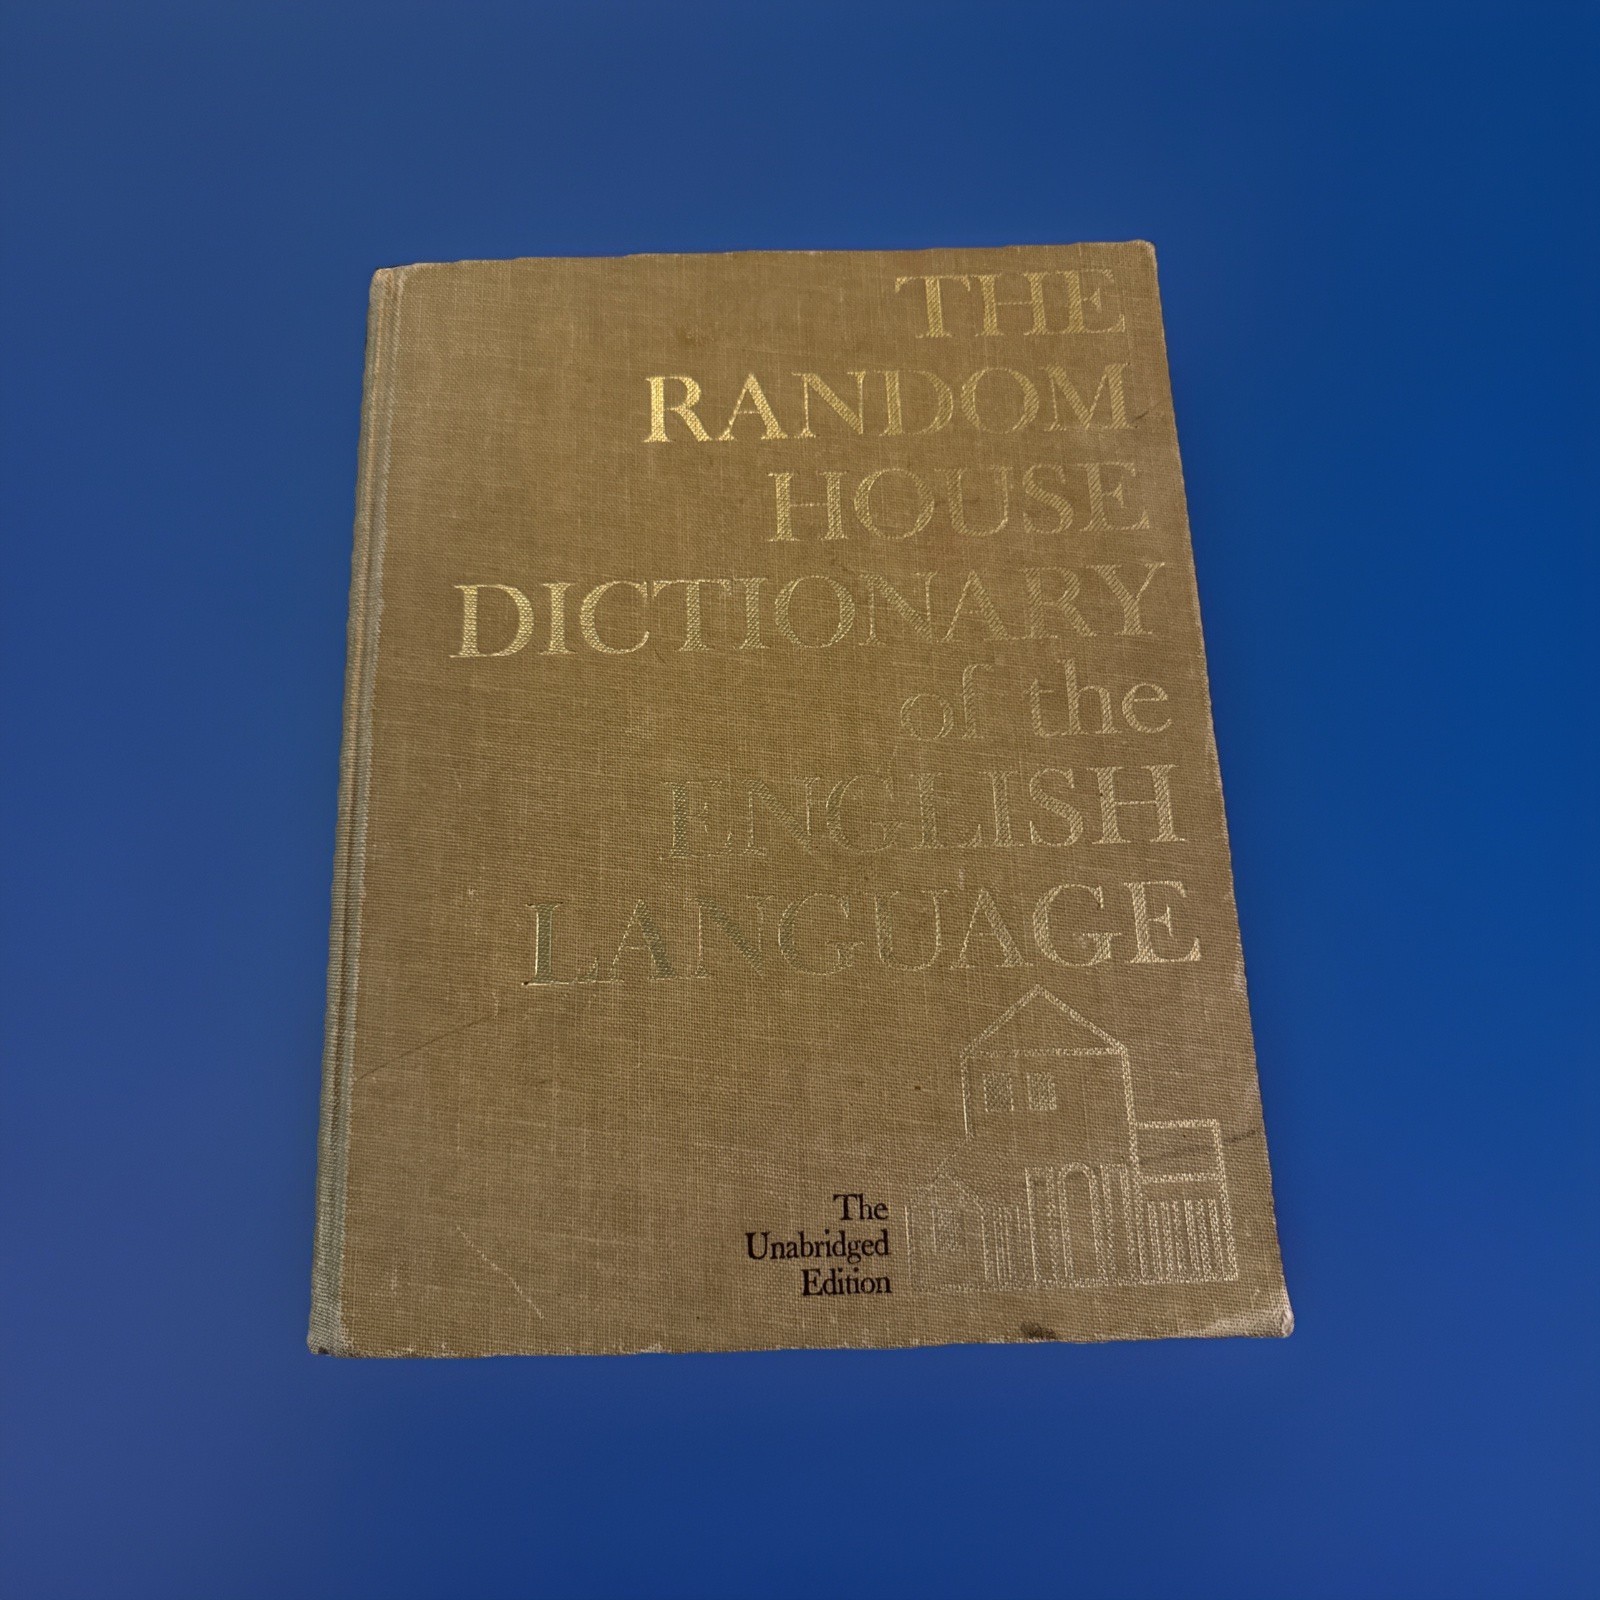 THE
RANDOM
HOUSE
DICTIONARY
of the
ENGLISH
LANGUAGE
The
Unabridged
Edition